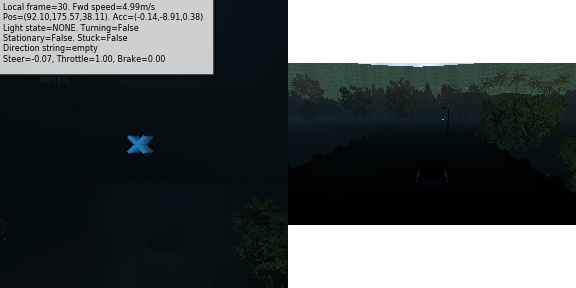 Local frame=30. Fwd speed=4.99m/s
Pos=(92.10,175.57,38.11). Acc=(-0.14,-8.91,0.38)
Light state=NONE. Turning=False
Stationary=False. Stuck=False
Direction string=empty
Steer=-0.07, Throttle=1.00, Brake=0.00